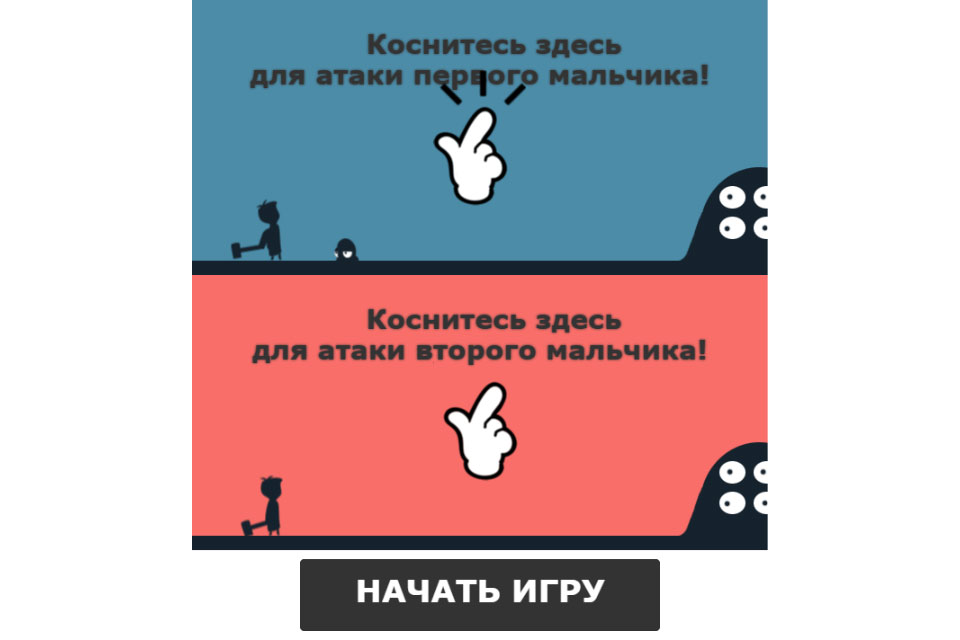 Коснитесь здесь
для атаки первого мальчика!
Коснитесь здесь
для атаки второго мальчика!
НАЧАТЬ ИГРУ